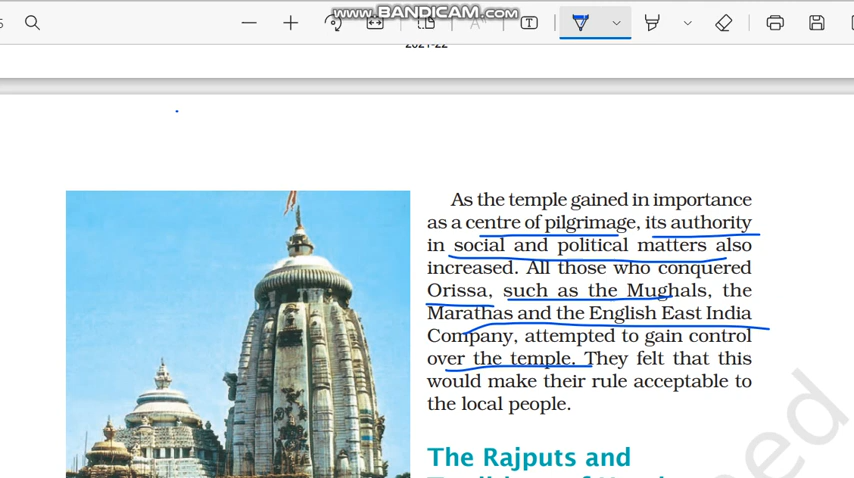 www.BANDICAM.com
2021-22
As the temple gained in importance
as a centre of pilgrimage, its authority
in social and political matters also
increased. All those who conquered
Orissa, such as the Mughals, the
Marathas and the English East India
Company, attempted to gain control
over the temple. They felt that this
would make their rule acceptable to
the local people.
The Rajputs and